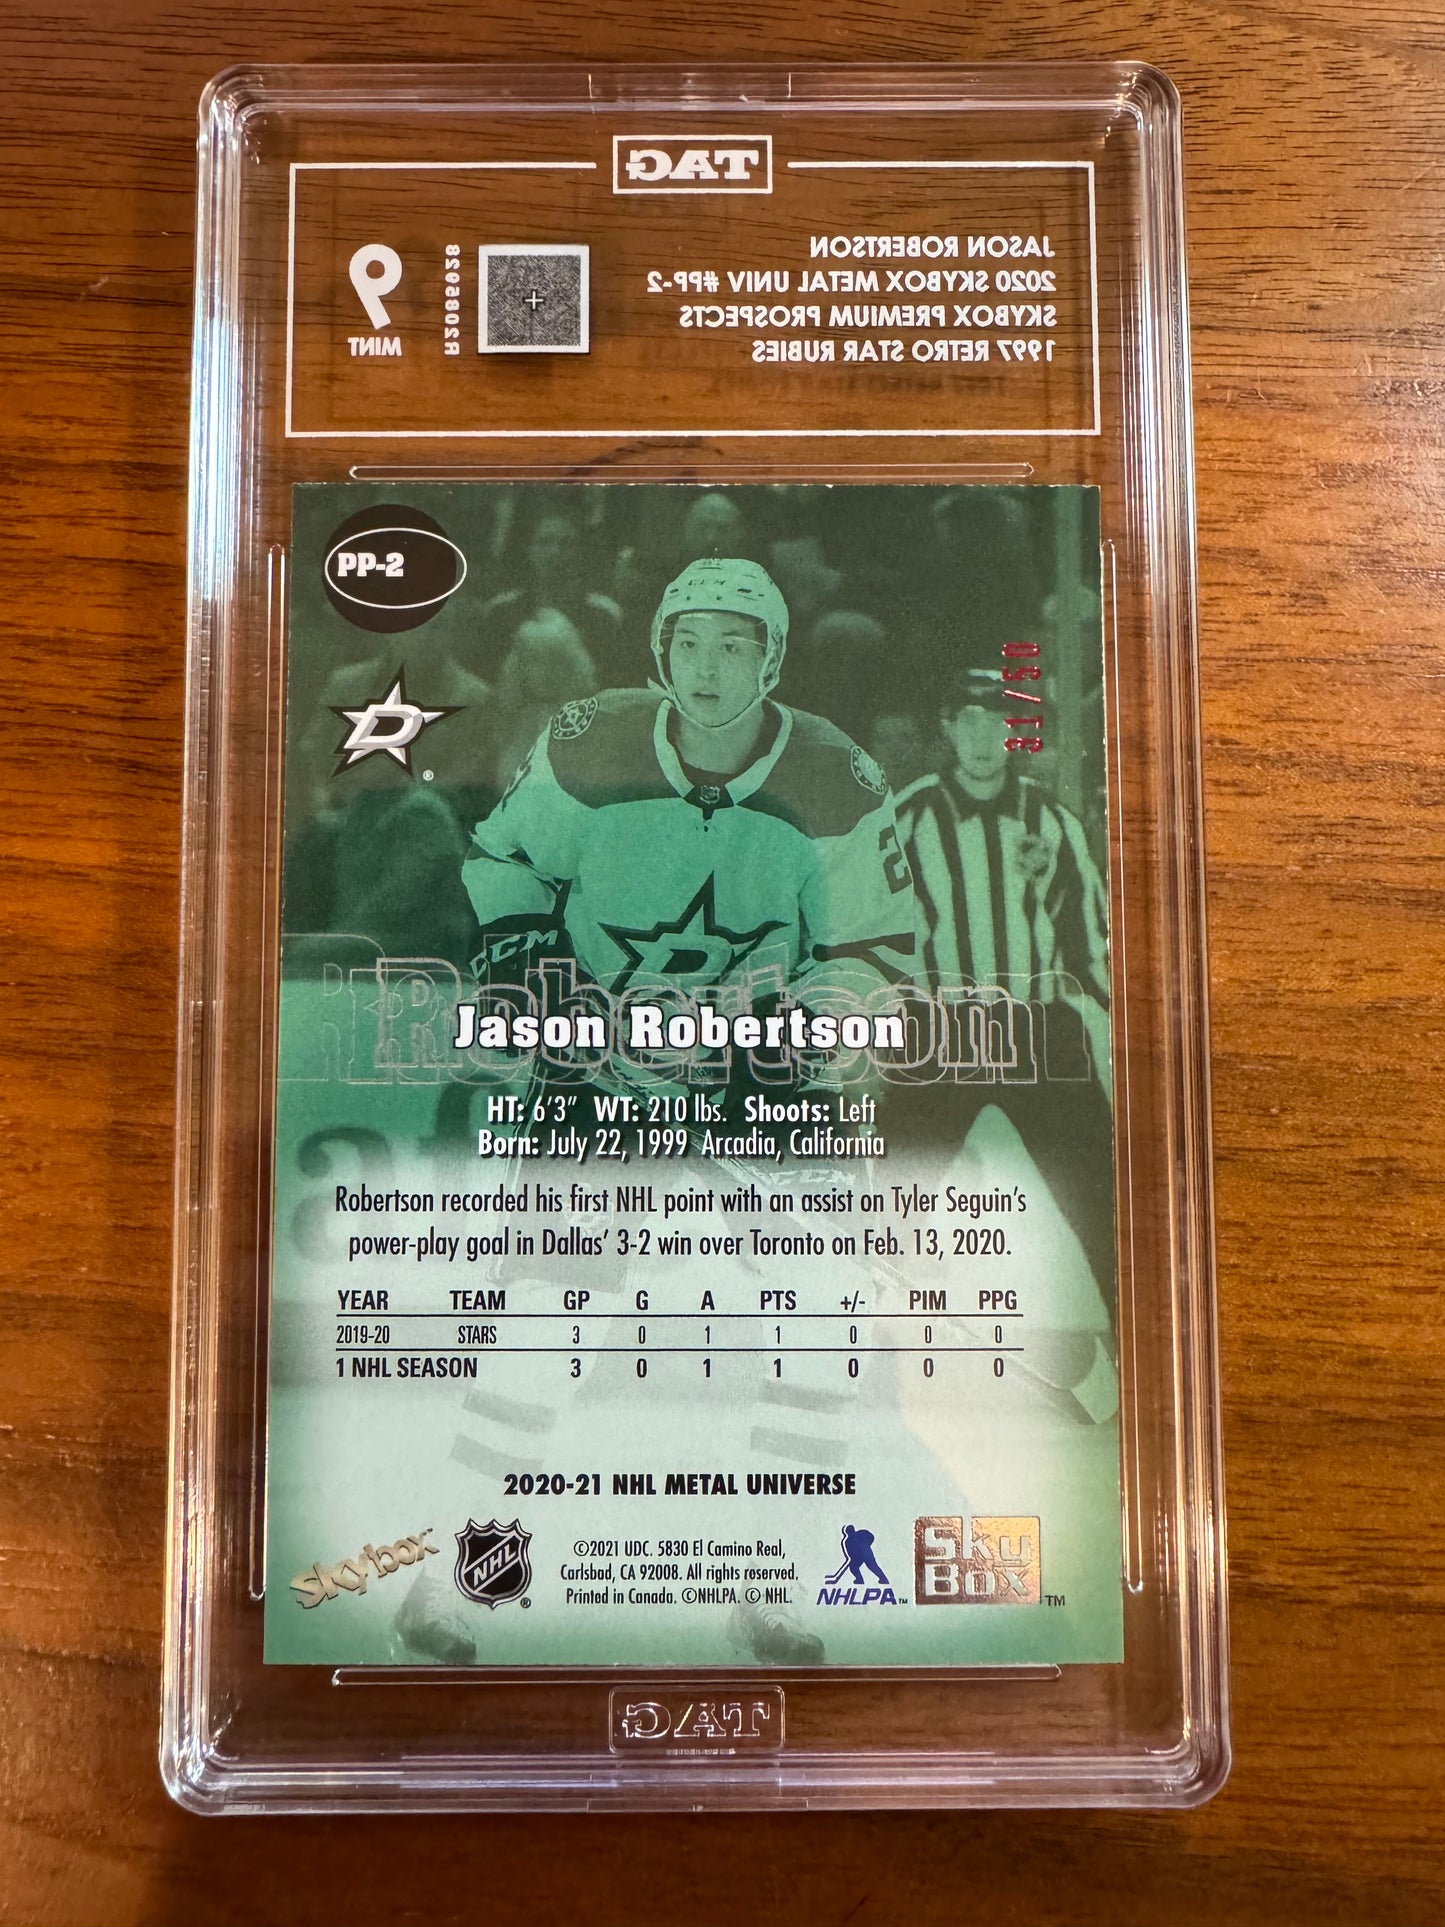 TAG
JASON ROBERTSON
2020 SKYBOX METAL UNIV #PP-2
SKYBOX PREMIUM PROSPECTS
1997 RETRO STAR RUBIES
R2085028
9
MINT
PP-2
31/50
D
®
CCM
CCM
2
D
Robertson
Jason Robertson
HT: 6'3" WT: 210 lbs. Shoots: Left
Born: July 22, 1999 Arcadia, California
Robertson recorded his first NHL point with an assist on Tyler Seguin's
power-play goal in Dallas' 3-2 win over Toronto on Feb. 13, 2020.
YEAR TEAM GP G A PTS +/- PIM PPG
2019-20 STARS 3 0 1 1 0 0 0
1 NHL SEASON 3 0 1 1 0 0 0
2020-21 NHL METAL UNIVERSE
skybox
NHL ®
©2021 UDC. 5830 El Camino Real,
Carlsbad, CA 92008. All rights reserved.
Printed in Canada. ©NHLPA. © NHL.
NHLPA™
SkyBox™
TAG